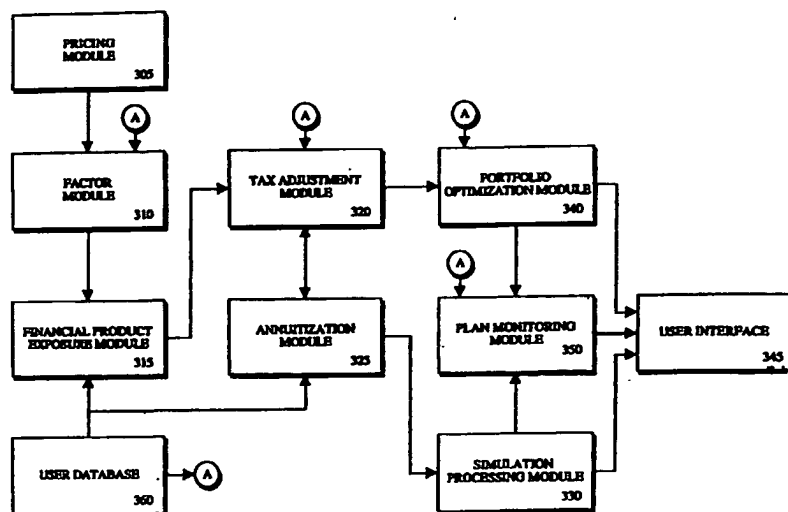 PRICING
MODULE
305
A
A
A
FACTOR
MODULE
310
TAX ADJUSTMENT
MODULE
320
PORTFOLIO
OPTIMIZATION MODULE
340
A
FINANCIAL PRODUCT
EXPOSURE MODULE
315
ANNUITIZATION
MODULE
325
PLAN MONITORING
MODULE
350
USER INTERFACE
345
USER DATABASE
360
A
SIMULATION
PROCESSING MODULE
330